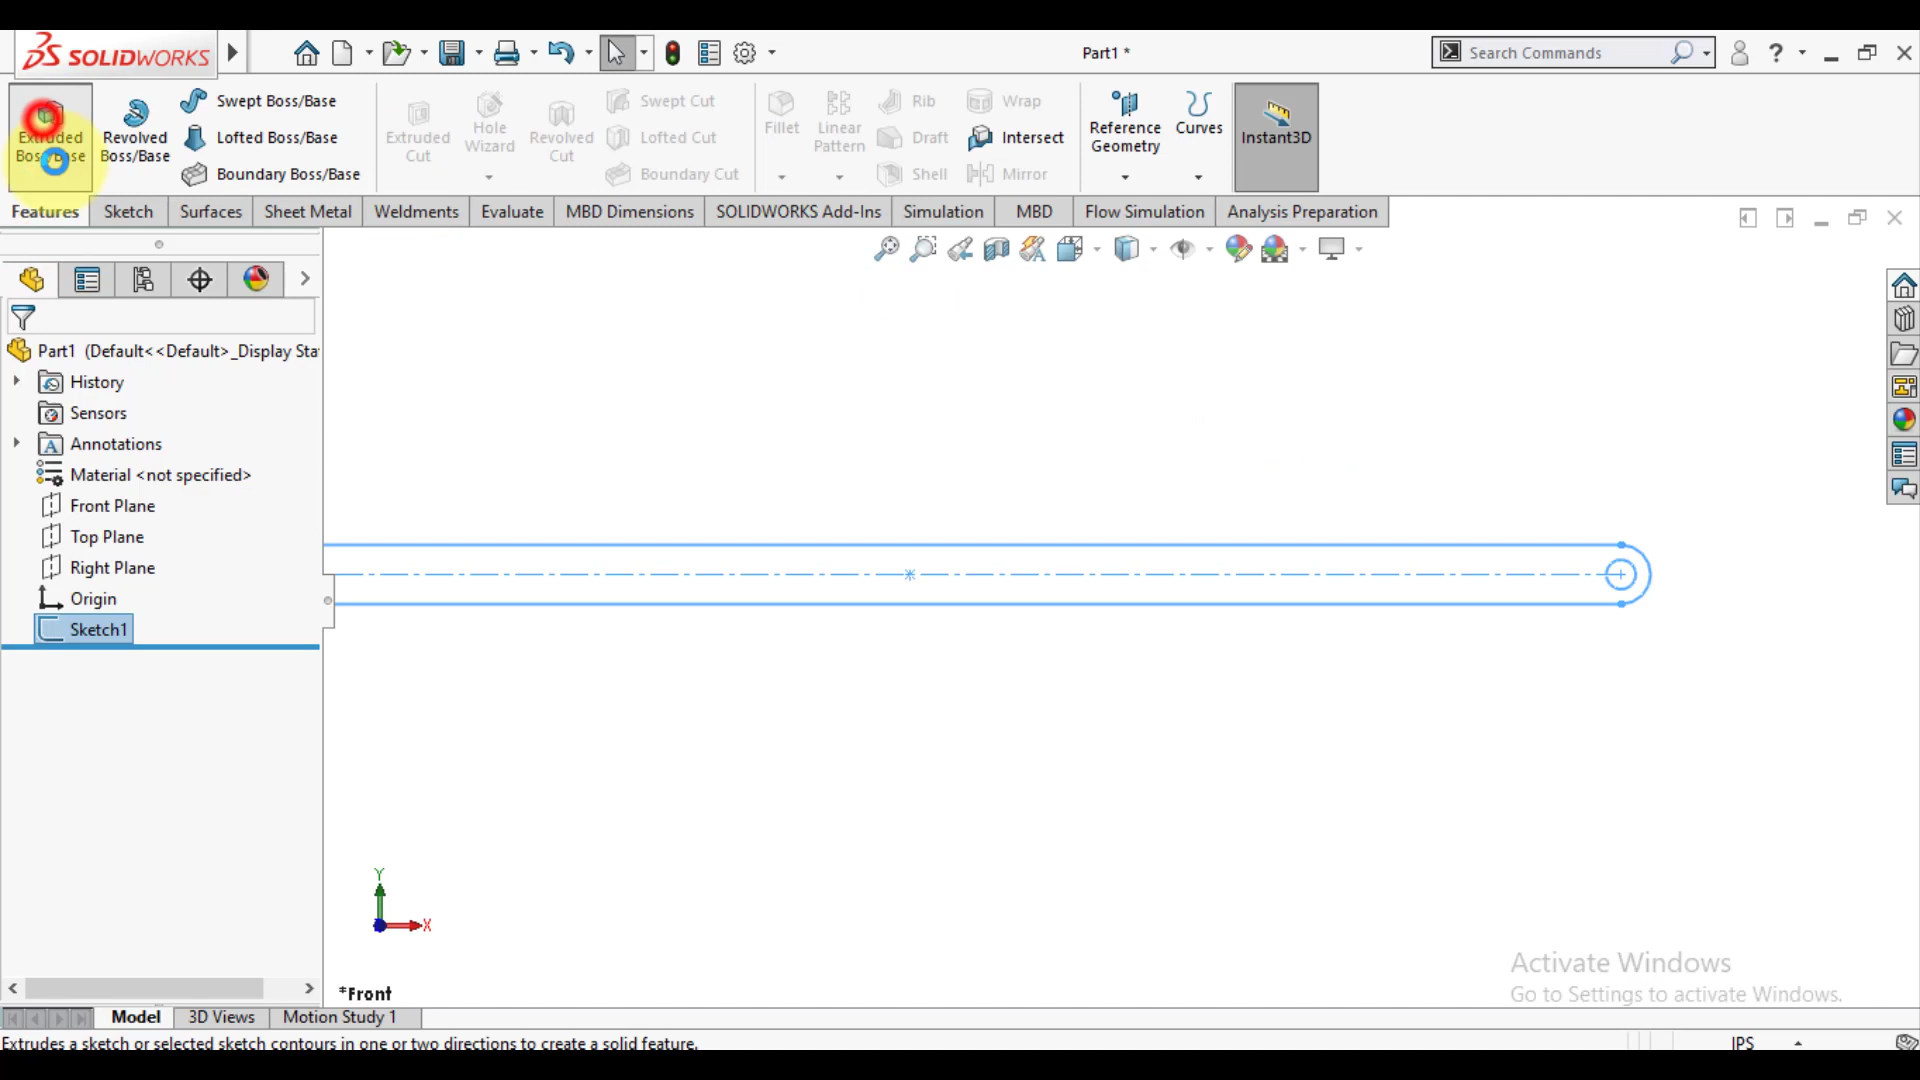 SOLIDWORKS
Part1 *
Search Commands
Extruded Boss/Base
Revolved Boss/Base
Swept Boss/Base
Lofted Boss/Base
Boundary Boss/Base
Extruded Cut
Hole Wizard
Revolved Cut
Swept Cut
Lofted Cut
Boundary Cut
Fillet
Linear Pattern
Rib
Draft
Shell
Wrap
Intersect
Mirror
Reference Geometry
Curves
Instant3D
Features
Sketch
Surfaces
Sheet Metal
Weldments
Evaluate
MBD Dimensions
SOLIDWORKS Add-Ins
Simulation
MBD
Flow Simulation
Analysis Preparation
Part1 (Default<<Default>_Display Sta
History
Sensors
Annotations
Material <not specified>
Front Plane
Top Plane
Right Plane
Origin
Sketch1
Y
X
*Front
Activate Windows
Go to Settings to activate Windows.
Model
3D Views
Motion Study 1
Extrudes a sketch or selected sketch contours in one or two directions to create a solid feature.
IPS